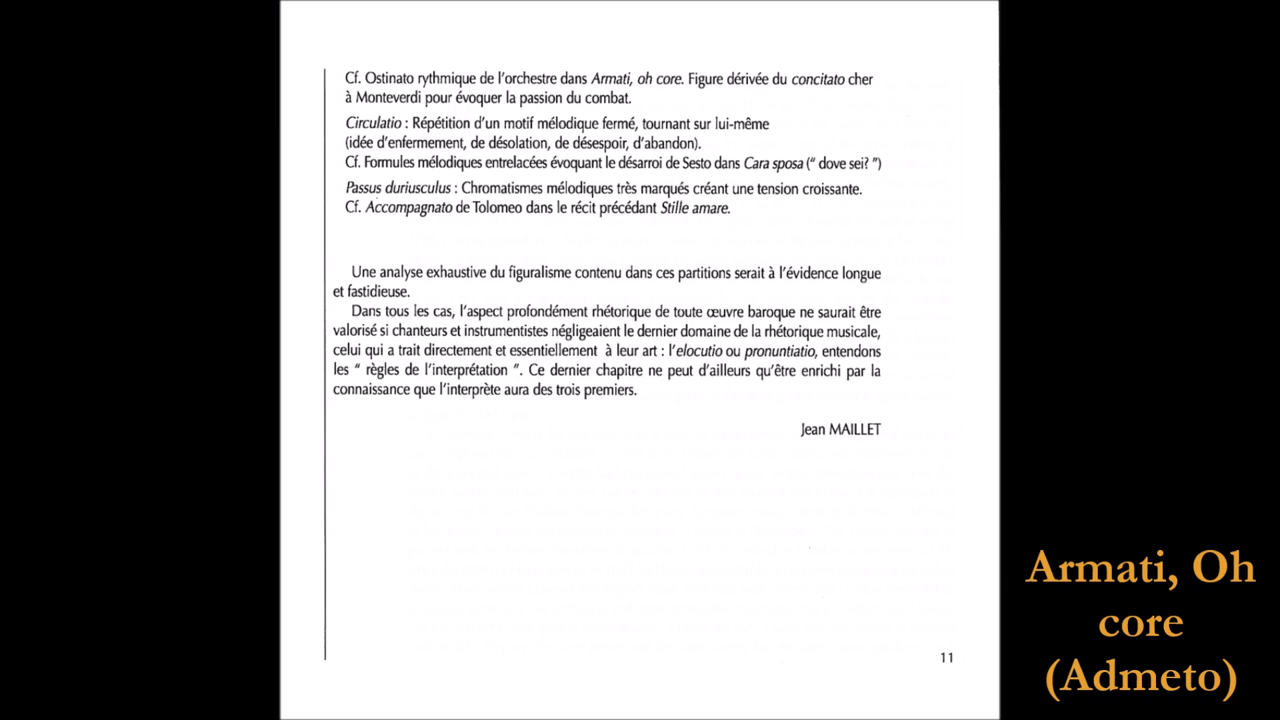 Cf. Ostinato rythmique de l'orchestre dans Armati, oh core. Figure dérivée du concitato cher
à Monteverdi pour évoquer la passion du combat.
Circulatio : Répétition d'un motif mélodique fermé, tournant sur lui-même
(idée d'enfermement, de désolation, de désespoir, d'abandon).
Cf. Formules mélodiques entrelacées évoquant le désarroi de Sesto dans Cara sposa (“ dove sei? ”)
Passus duriusculus : Chromatismes mélodiques très marqués créant une tension croissante.
Cf. Accompagnato de Tolomeo dans le récit précédant Stille amare.
Une analyse exhaustive du figuralisme contenu dans ces partitions serait à l'évidence longue
et fastidieuse.
Dans tous les cas, l'aspect profondément rhétorique de toute œuvre baroque ne saurait être
valorisé si chanteurs et instrumentistes négligeaient le dernier domaine de la rhétorique musicale,
celui qui a trait directement et essentiellement à leur art : l'elocutio ou pronuntiatio, entendons
les “ règles de l'interprétation ”. Ce dernier chapitre ne peut d'ailleurs qu'être enrichi par la
connaissance que l'interprète aura des trois premiers.
Jean MAILLET
11
Armati, Oh
core
(Admeto)